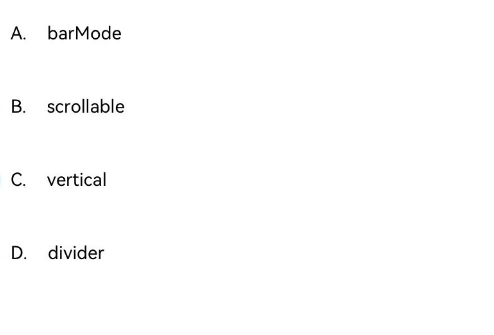 A. barMode
B. scrollable
C. vertical
D. divider